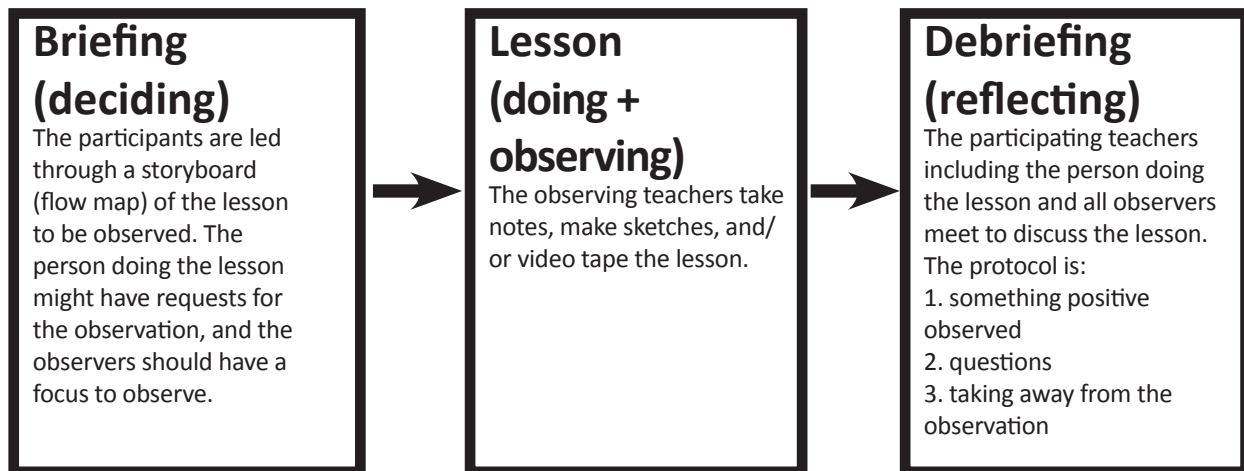 Briefing
(deciding)
The participants are led
through a storyboard
(flow map) of the lesson
to be observed. The
person doing the lesson
might have requests for
the observation, and the
observers should have a
focus to observe.
Lesson
(doing +
observing)
The observing teachers take
notes, make sketches, and/
or video tape the lesson.
Debriefing
(reflecting)
The participating teachers
including the person doing
the lesson and all observers
meet to discuss the lesson.
The protocol is:
1. something positive
observed
2. questions
3. taking away from the
observation